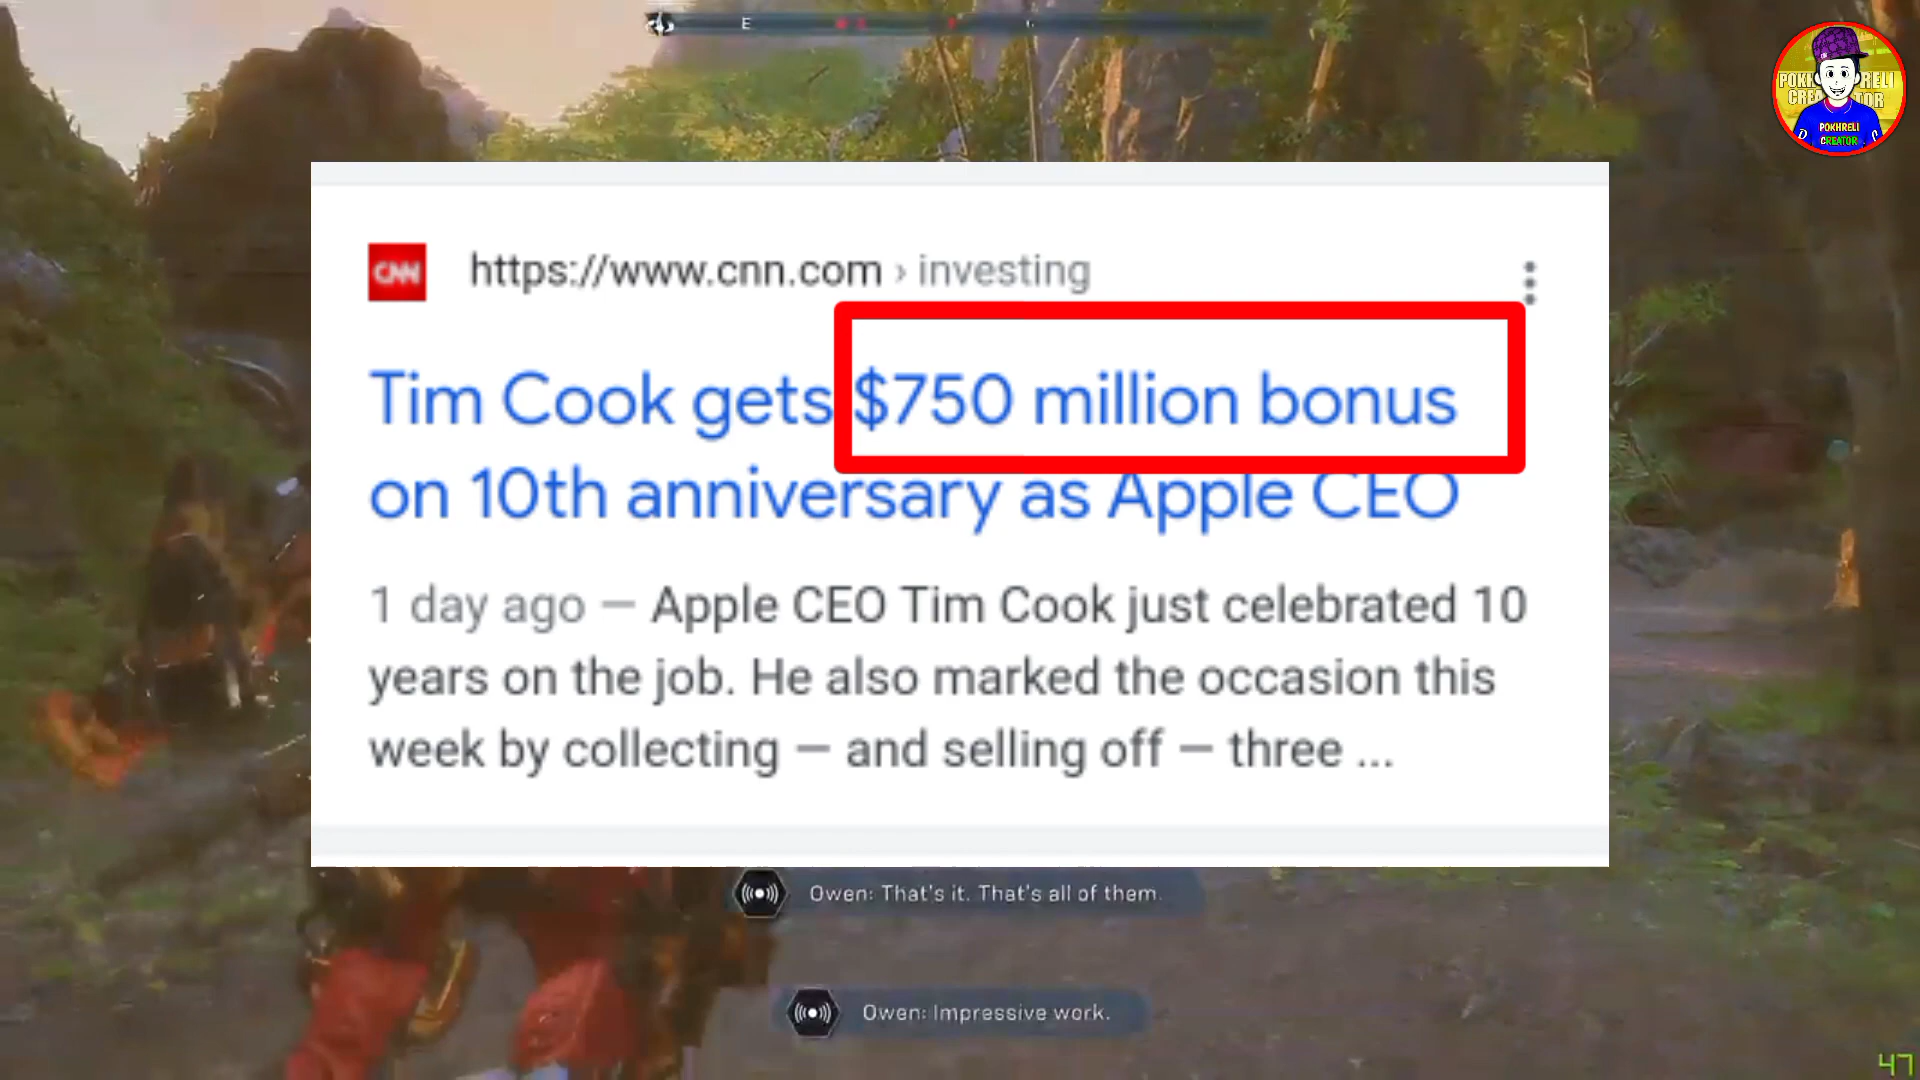 E
POKHRELI
CREATOR
POKHRELI
CREATOR
CNN
https://www.cnn.com › investing
Tim Cook gets $750 million bonus
on 10th anniversary as Apple CEO
1 day ago — Apple CEO Tim Cook just celebrated 10
years on the job. He also marked the occasion this
week by collecting — and selling off — three ...
Owen: That's it. That's all of them.
Owen: Impressive work.
47